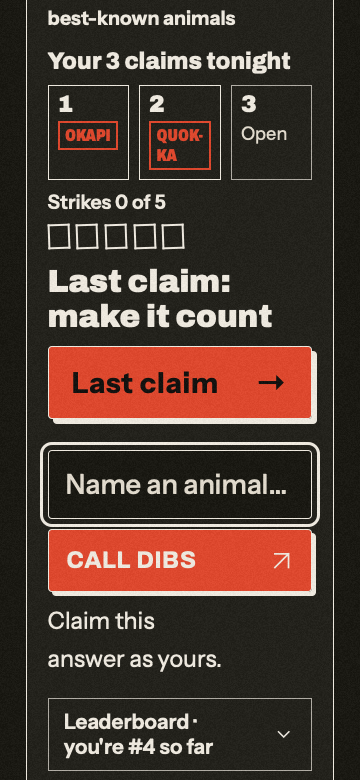 best-known animals
Your 3 claims tonight
1
OKAPI
2
QUOK-
KA
3
Open
Strikes 0 of 5
Last claim:
make it count
Last claim →
Name an animal...
CALL DIBS
Claim this
answer as yours.
Leaderboard ·
you're #4 so far